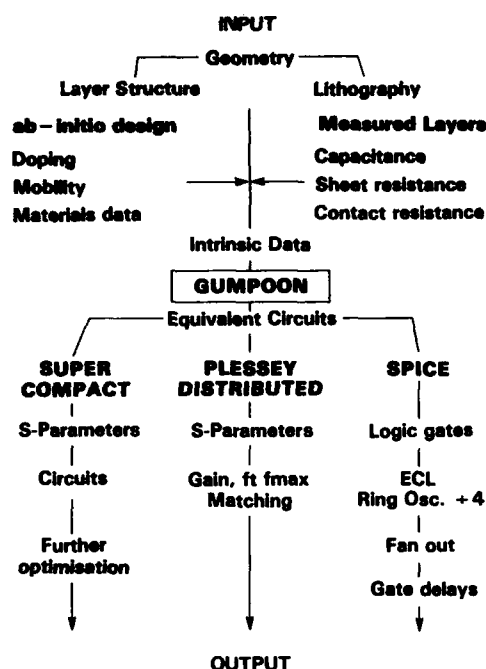 INPUT
Geometry
Layer Structure
Lithography
ab-initio design
Measured Layers
Doping
Capacitance
Mobility
Sheet resistance
Materials data
Contact resistance
Intrinsic Data
GUMPOON
Equivalent Circuits
SUPER
COMPACT
PLESSEY
DISTRIBUTED
SPICE
S-Parameters
S-Parameters
Logic gates
Circuits
Gain, ft fmax
Matching
ECL
Ring Osc. ÷4
Further
optimisation
Fan out
Gate delays
OUTPUT